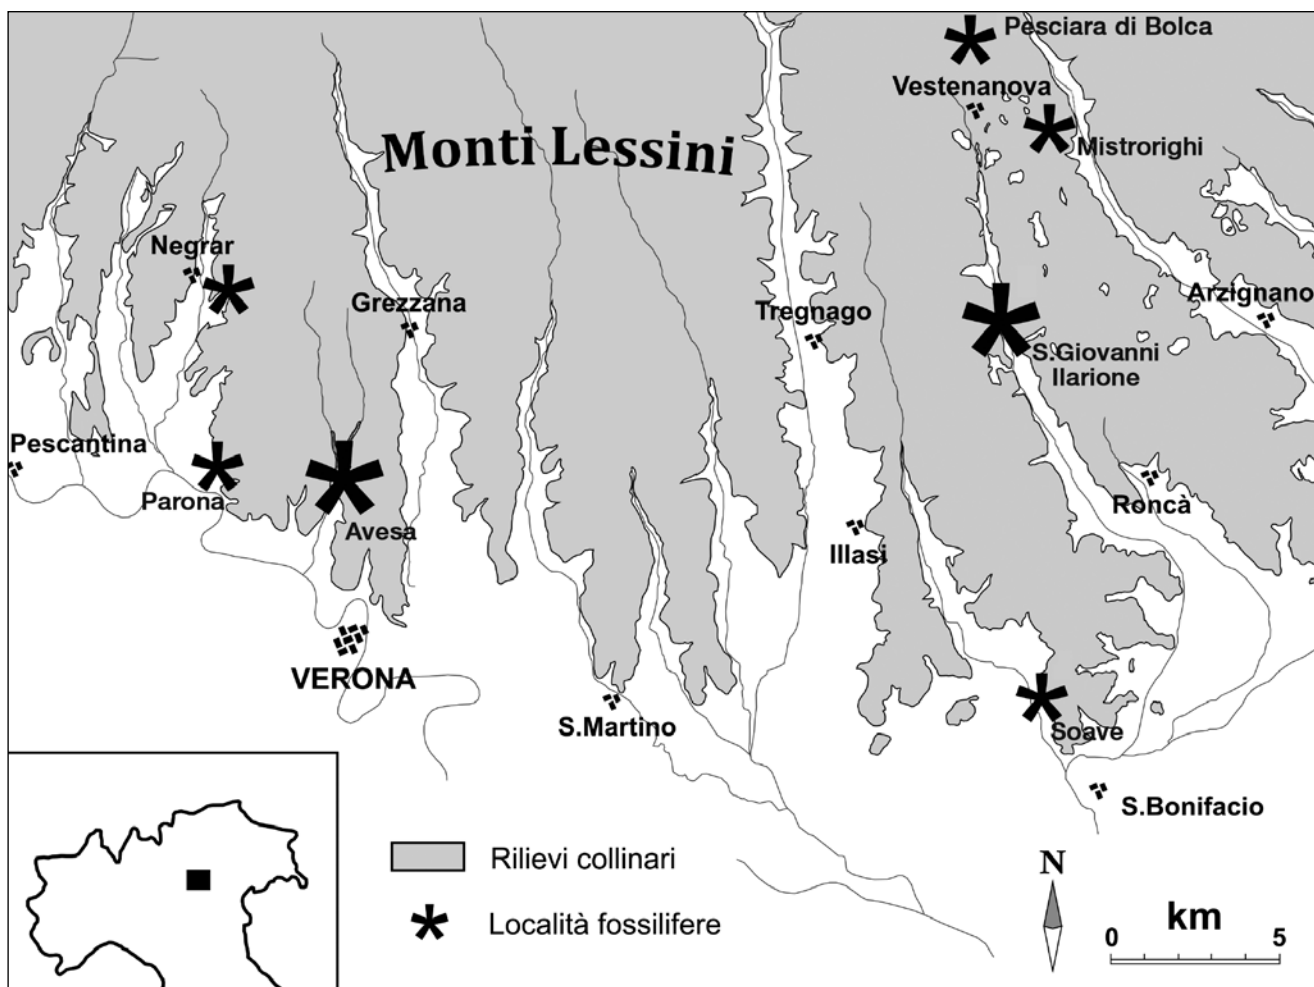 Pesciara di Bolca
Vestenanova
Monti Lessini
Mistrorighi
Negrar
Grezzana
Tregnago
Arzignano
S.Giovanni
Ilarione
Pescantina
Parona
Avesa
Roncà
Illasi
VERONA
S.Martino
Soave
S.Bonifacio
Rilievi collinari
Località fossilifere
N
km
0 5